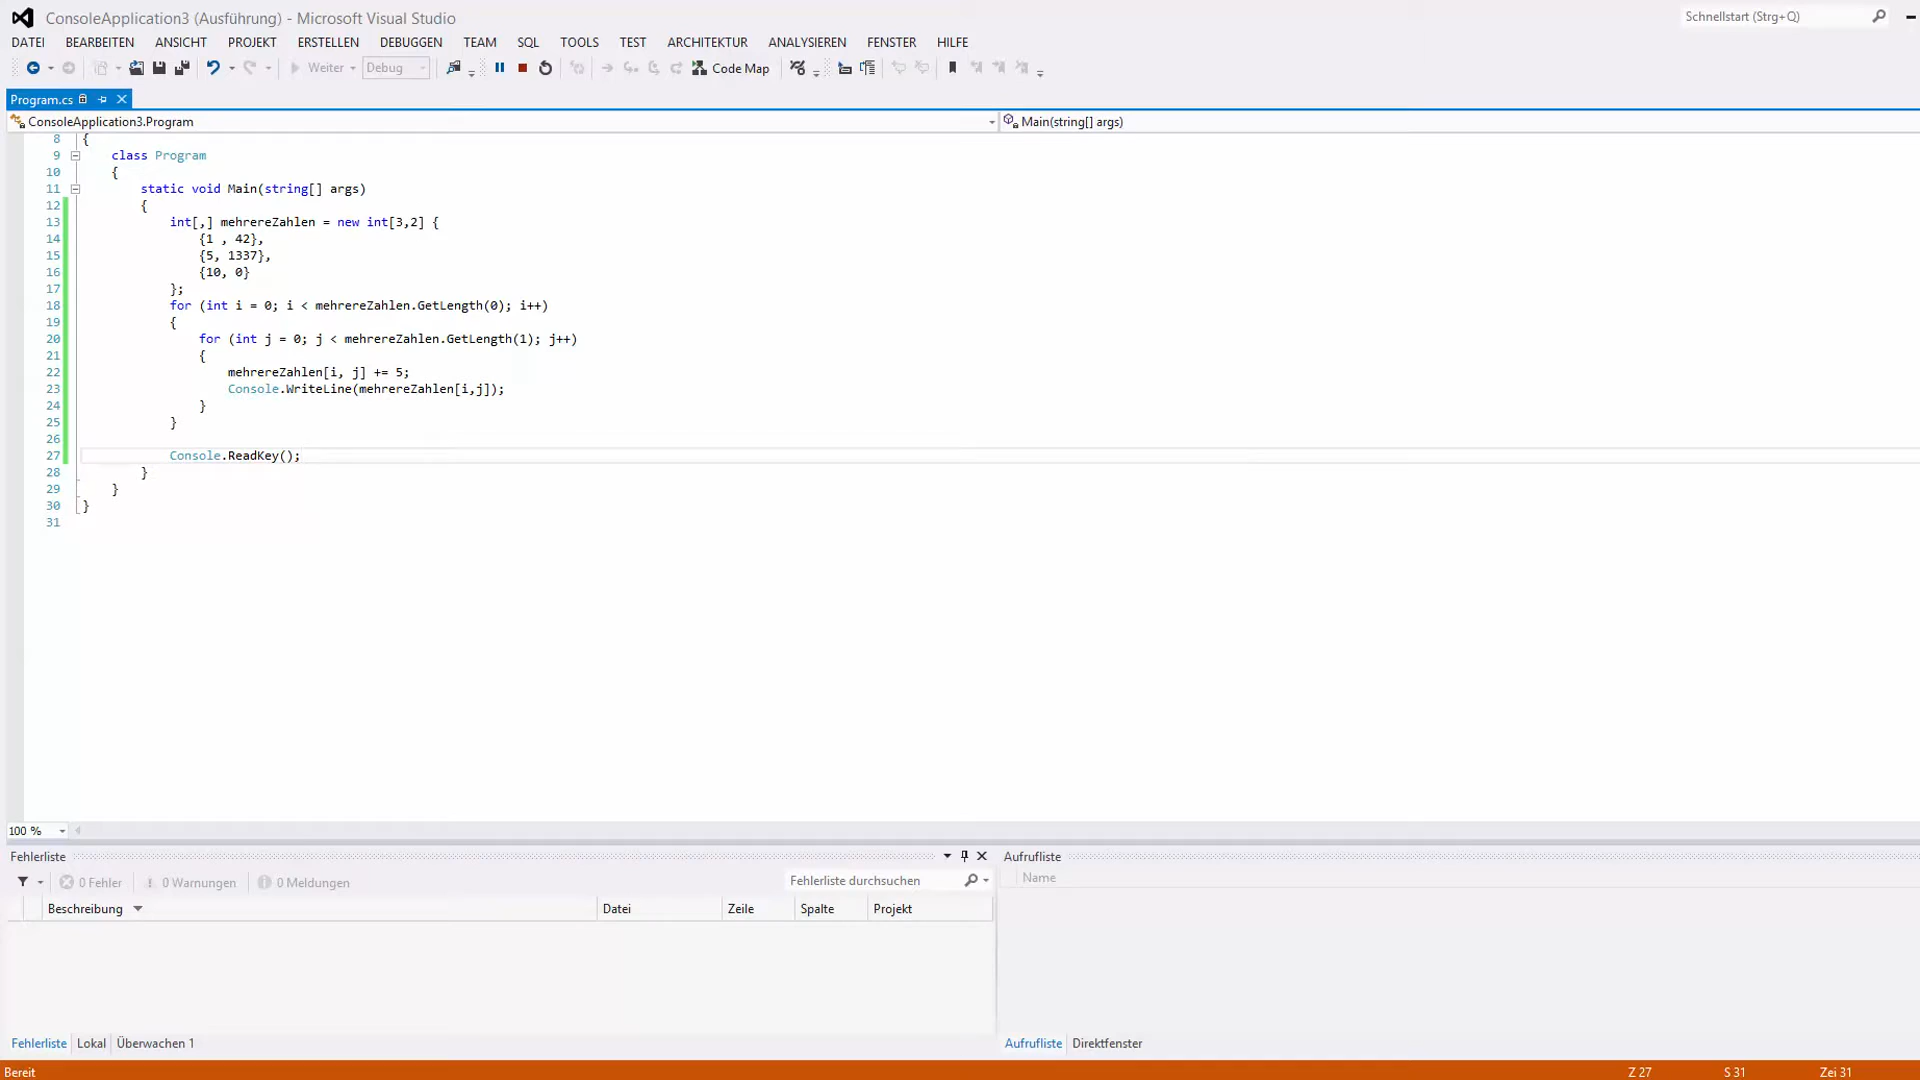 ConsoleApplication3 (Ausführung) - Microsoft Visual Studio
Schnellstart (Strg+Q)
DATEI BEARBEITEN ANSICHT PROJEKT ERSTELLEN DEBUGGEN TEAM SQL TOOLS TEST ARCHITEKTUR ANALYSIEREN FENSTER HILFE
Weiter Debug Code Map
Program.cs
ConsoleApplication3.Program Main(string[] args)
8 {
9 class Program
10 {
11 static void Main(string[] args)
12 {
13 int[,] mehrereZahlen = new int[3,2] {
14 {1 , 42},
15 {5, 1337},
16 {10, 0}
17 };
18 for (int i = 0; i < mehrereZahlen.GetLength(0); i++)
19 {
20 for (int j = 0; j < mehrereZahlen.GetLength(1); j++)
21 {
22 mehrereZahlen[i, j] += 5;
23 Console.WriteLine(mehrereZahlen[i,j]);
24 }
25 }
26
27 Console.ReadKey();
28 }
29 }
30 }
31
100 %
Fehlerliste
0 Fehler 0 Warnungen 0 Meldungen Fehlerliste durchsuchen
Beschreibung Datei Zeile Spalte Projekt
Aufrufliste
Name
Fehlerliste Lokal Überwachen 1
Aufrufliste Direktfenster
Bereit Z 27 S 31 Zei 31